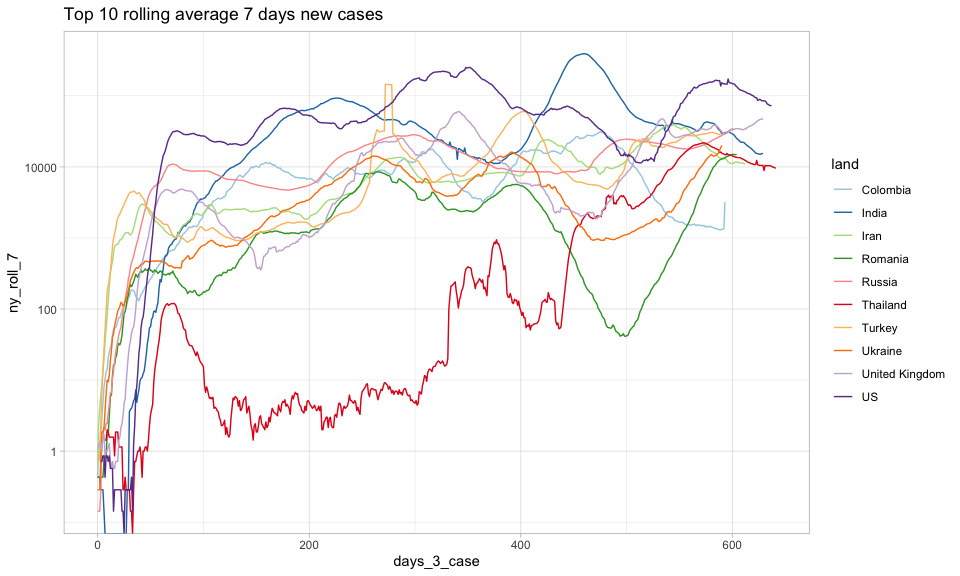 Top 10 rolling average 7 days new cases
ny_roll_7
10000
100
1
0
200
400
600
days_3_case
land
Colombia
India
Iran
Romania
Russia
Thailand
Turkey
Ukraine
United Kingdom
US